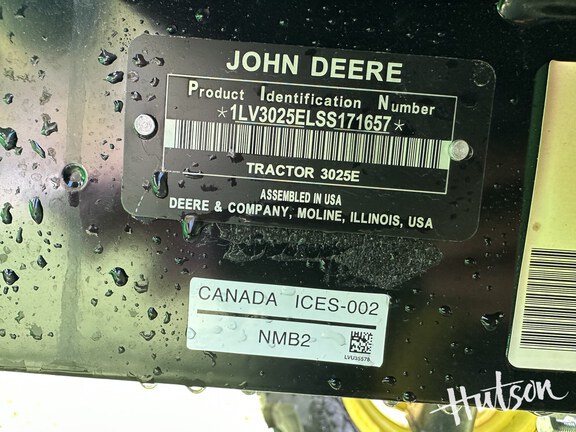 JOHN DEERE
Product Identification Number
*1LV3025ELSS171657*
TRACTOR 3025E
ASSEMBLED IN USA
DEERE & COMPANY, MOLINE, ILLINOIS, USA
CANADA ICES-002
NMB2
LVU35578
Hutson